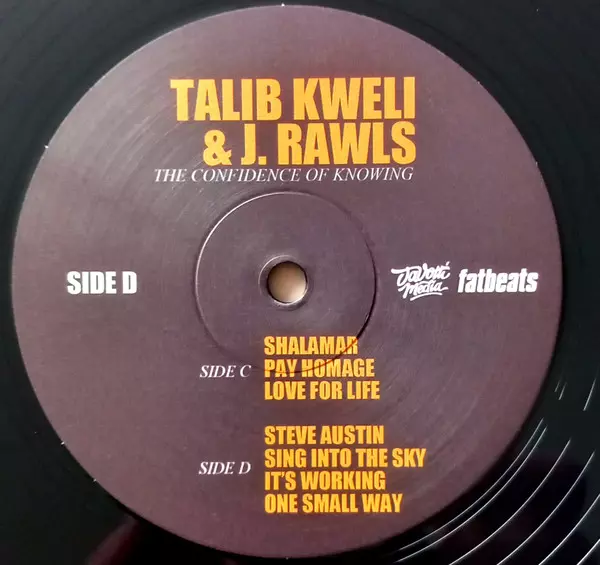 TALIB KWELI
& J. RAWLS
THE CONFIDENCE OF KNOWING
SIDE D
Javotti
Media
fatbeats
SIDE C
SHALAMAR
PAY HOMAGE
LOVE FOR LIFE
SIDE D
STEVE AUSTIN
SING INTO THE SKY
IT'S WORKING
ONE SMALL WAY